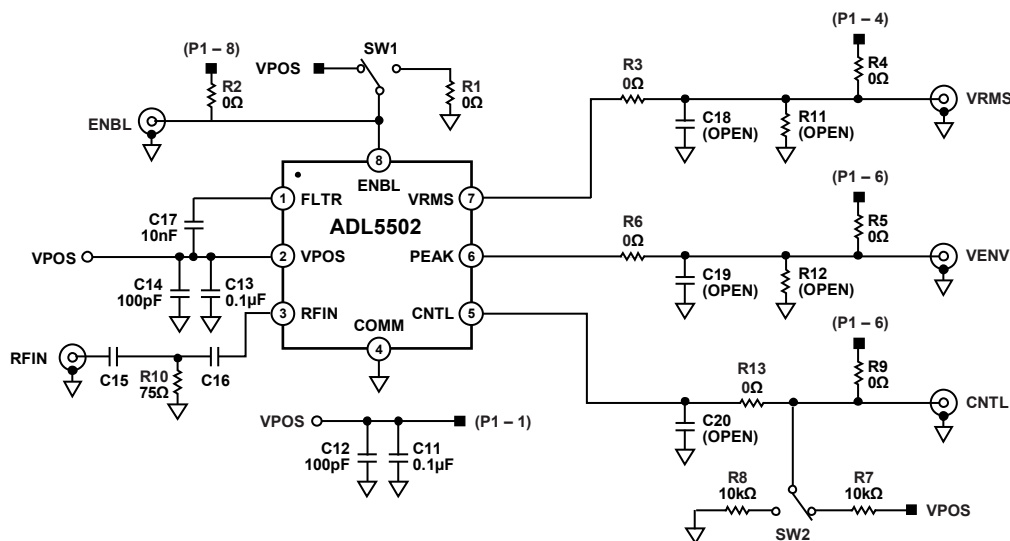 (P1 – 8)
R2
0Ω
ENBL
VPOS
SW1
R1
0Ω
8
ENBL
ADL5502
1
FLTR
2
VPOS
3
RFIN
COMM
4
VRMS
7
PEAK
6
CNTL
5
C17
10nF
VPOS
C14
100pF
C13
0.1µF
RFIN
C15
R10
75Ω
C16
VPOS
(P1 – 1)
C12
100pF
C11
0.1µF
R3
0Ω
C18
(OPEN)
R11
(OPEN)
(P1 – 4)
R4
0Ω
VRMS
R6
0Ω
C19
(OPEN)
R12
(OPEN)
(P1 – 6)
R5
0Ω
VENV
C20
(OPEN)
R13
0Ω
(P1 – 6)
R9
0Ω
CNTL
R8
10kΩ
SW2
R7
10kΩ
VPOS